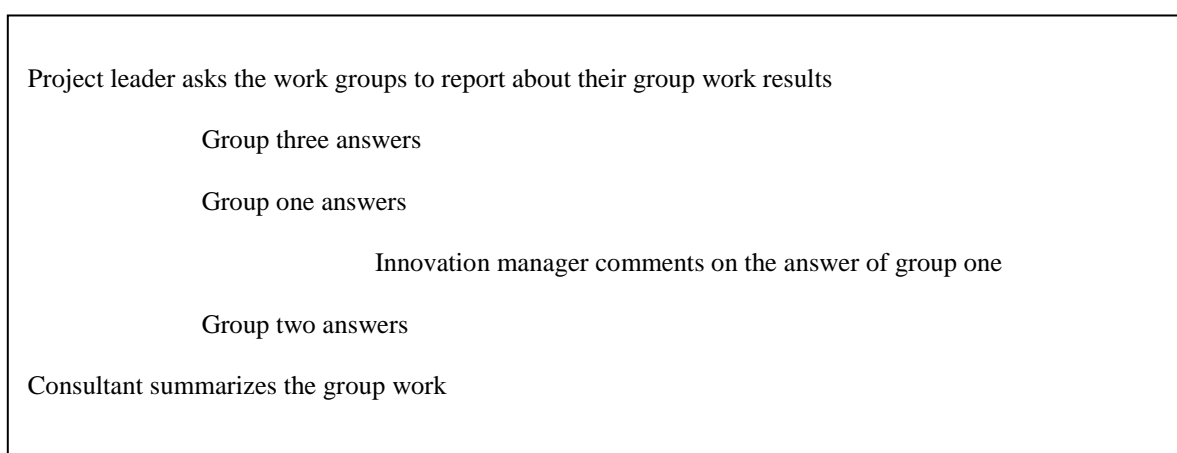 Project leader asks the work groups to report about their group work results
Group three answers
Group one answers
Innovation manager comments on the answer of group one
Group two answers
Consultant summarizes the group work